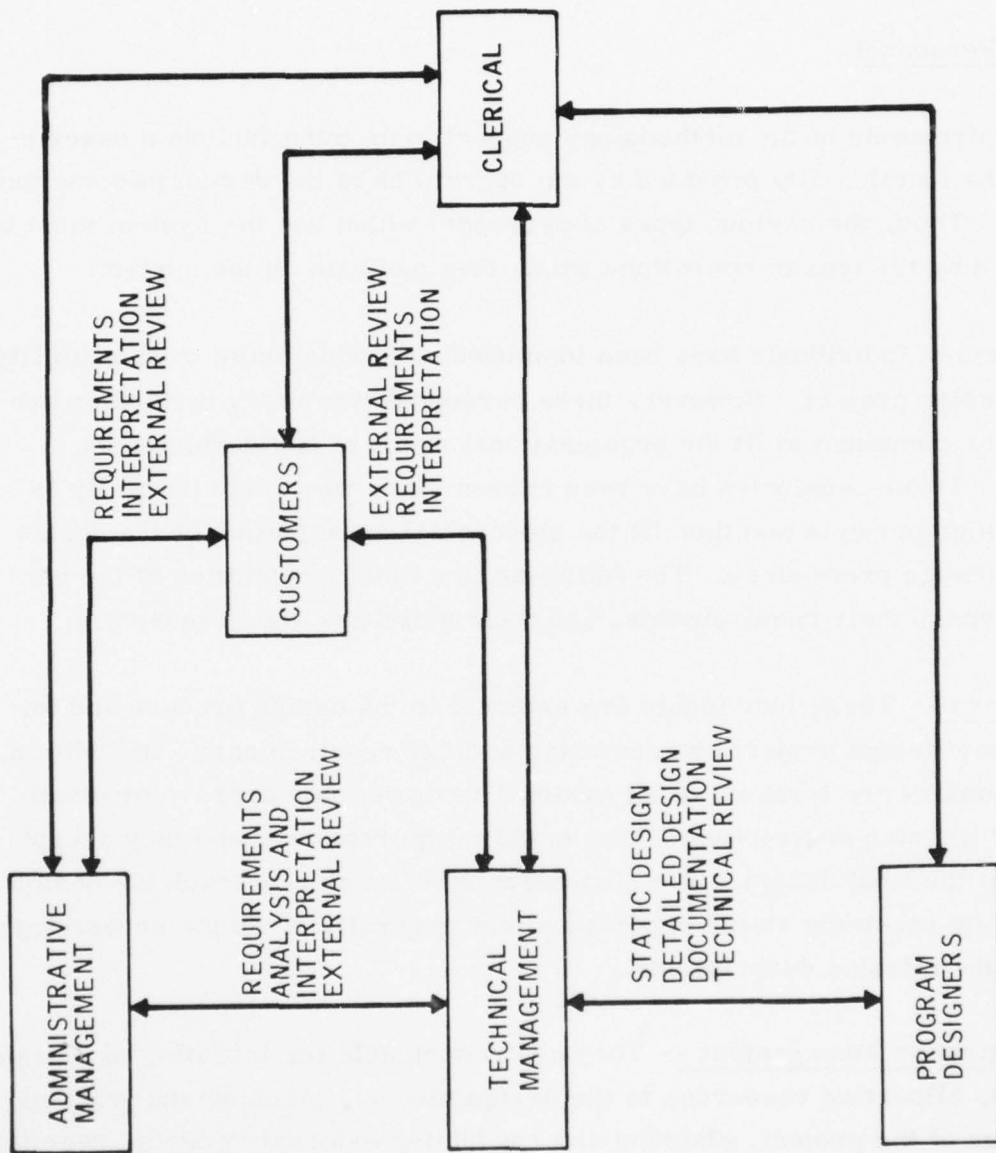 ADMINISTRATIVE
MANAGEMENT
REQUIREMENTS
INTERPRETATION
EXTERNAL REVIEW
REQUIREMENTS
ANALYSIS AND
INTERPRETATION
EXTERNAL REVIEW
CUSTOMERS
EXTERNAL REVIEW
REQUIREMENTS
INTERPRETATION
CLERICAL
TECHNICAL
MANAGEMENT
STATIC DESIGN
DETAILED DESIGN
DOCUMENTATION
TECHNICAL REVIEW
PROGRAM
DESIGNERS